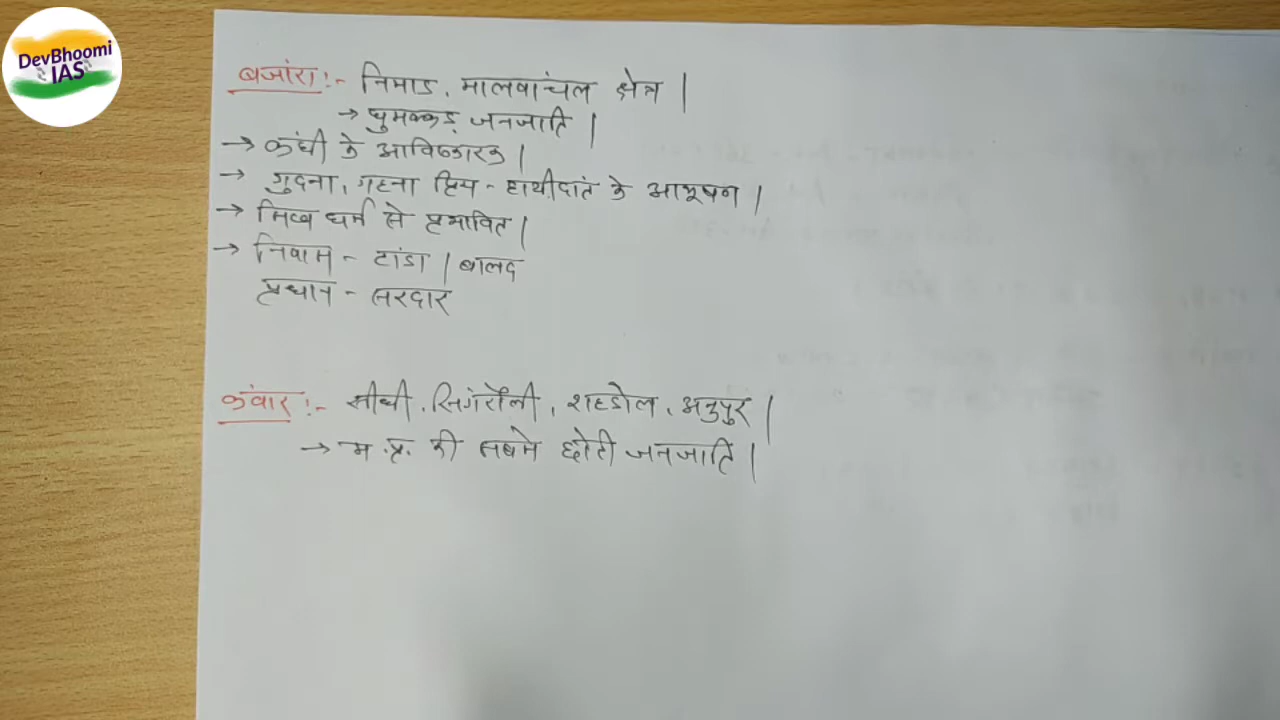 DevBhoomi
IAS
बजांरा:- निमाड, मालवांचल क्षेत्र |
→ घुमक्कड़ जनजाति |
→ कंघी के आविष्कारक |
→ गुदना, गहना प्रिय - हाथीदांत के आभूषण |
→ सिख धर्म से प्रभावित |
→ निवास - टांडा / बालद
प्रधान - सरदार
कंवार:- सीधी, सिगंरौली, शहडोल, अनुपुर |
→ म.प्र. की सबसे छोटी जनजाति |